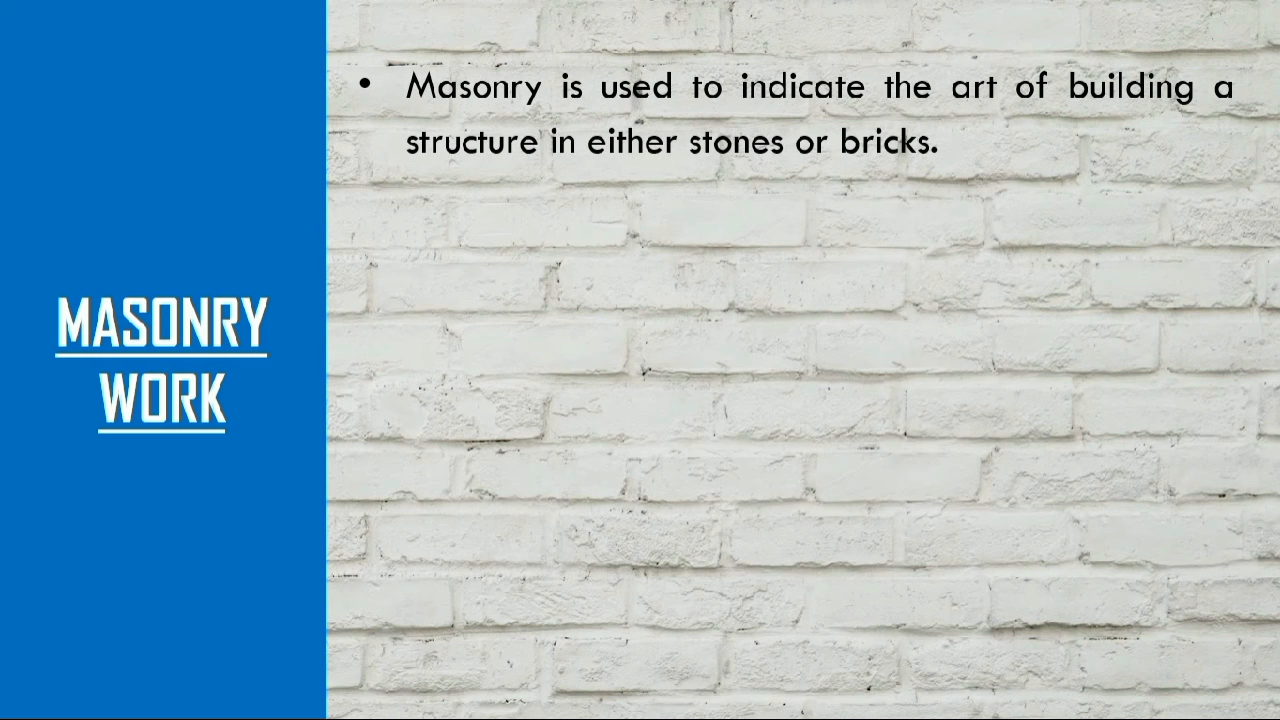 MASONRY
WORK
• Masonry is used to indicate the art of building a
structure in either stones or bricks.